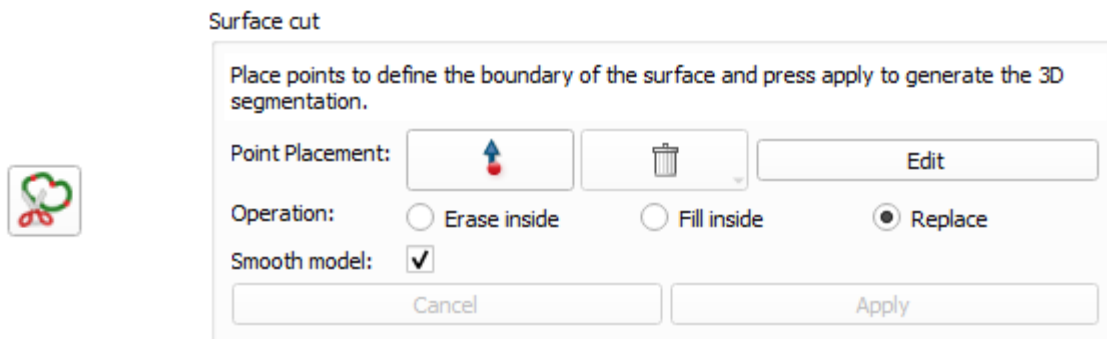 Surface cut
Place points to define the boundary of the surface and press apply to generate the 3D
segmentation.
Point Placement: Edit
Operation: Erase inside Fill inside Replace
Smooth model:
Cancel Apply